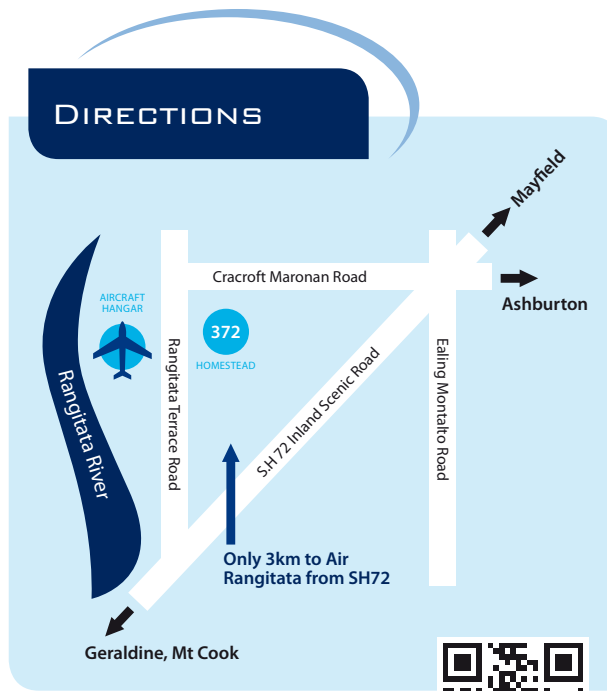 DIRECTIONS
Mayfield
Cracroft Maronan Road
Ashburton
AIRCRAFT
HANGAR
372
HOMESTEAD
Rangitata River
Rangitata Terrace Road
S.H 72 Inland Scenic Road
Ealing Montalto Road
Only 3km to Air
Rangitata from SH72
Geraldine, Mt Cook